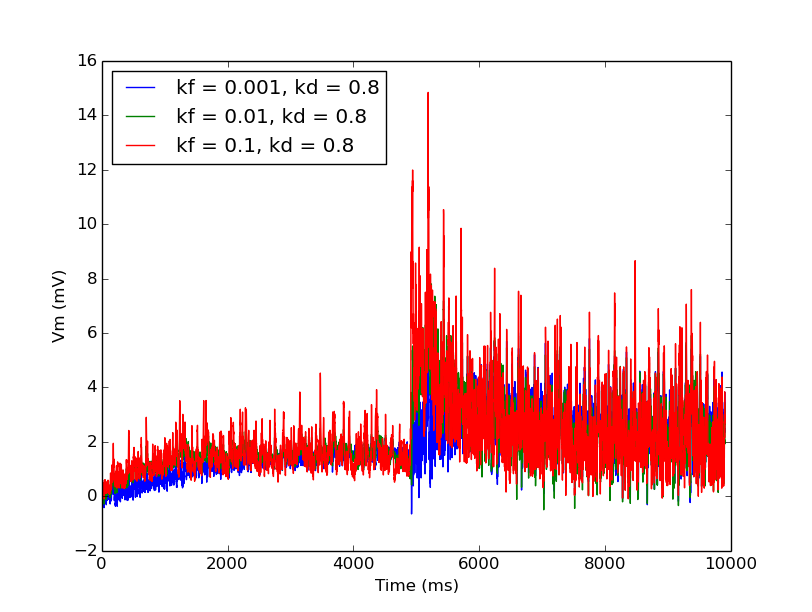 16
14
12
10
8
6
4
2
0
−2
kf = 0.001, kd = 0.8
kf = 0.01, kd = 0.8
kf = 0.1, kd = 0.8
Vm (mV)
0 2000 4000 6000 8000 10000
Time (ms)